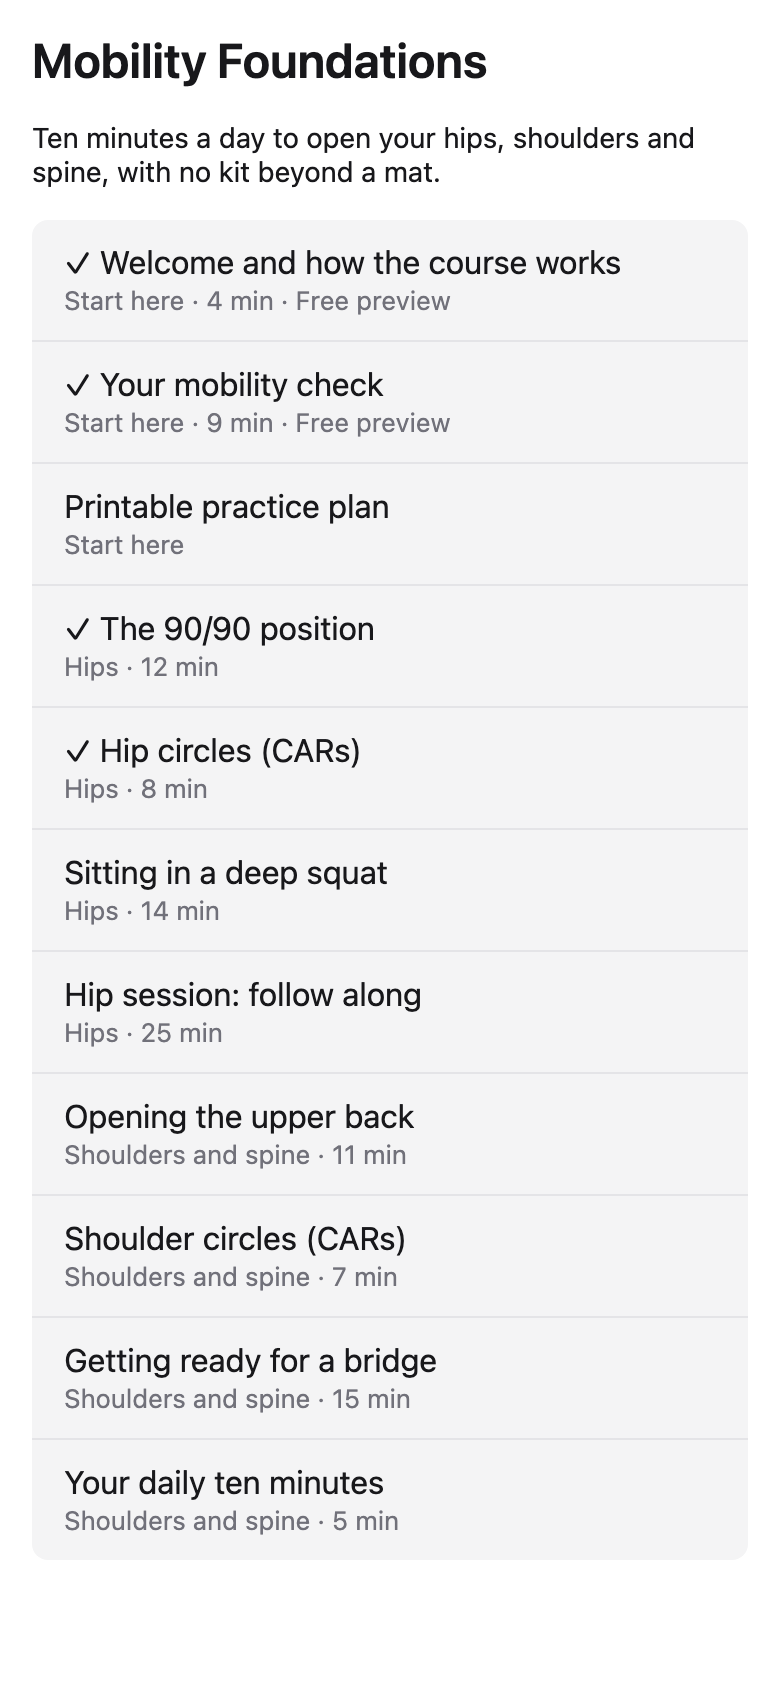 Mobility Foundations
Ten minutes a day to open your hips, shoulders and
spine, with no kit beyond a mat.
✓ Welcome and how the course works
Start here · 4 min · Free preview
✓ Your mobility check
Start here · 9 min · Free preview
Printable practice plan
Start here
✓ The 90/90 position
Hips · 12 min
✓ Hip circles (CARs)
Hips · 8 min
Sitting in a deep squat
Hips · 14 min
Hip session: follow along
Hips · 25 min
Opening the upper back
Shoulders and spine · 11 min
Shoulder circles (CARs)
Shoulders and spine · 7 min
Getting ready for a bridge
Shoulders and spine · 15 min
Your daily ten minutes
Shoulders and spine · 5 min